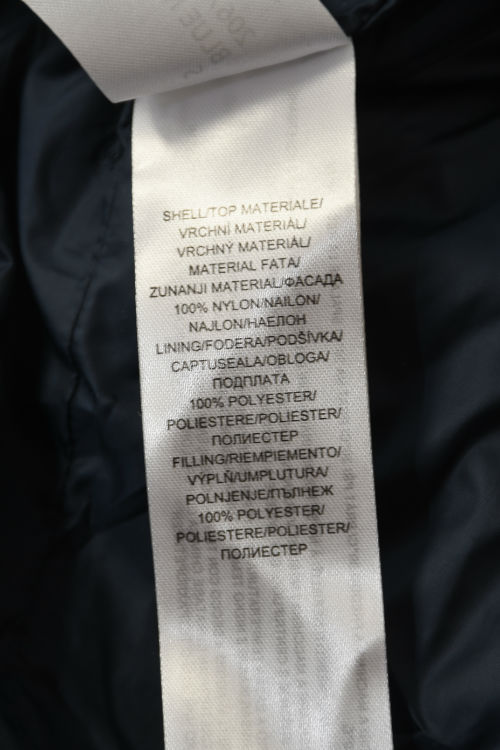 SHELL/TOP MATERIALE/
VRCHNÍ MATERIÁL/
VRCHNÝ MATERIÁL/
MATERIAL FATA/
ZUNANJI MATERIAL/ФАСАДА
100% NYLON/NAILON/
NAJLON/НАЕЛОН
LINING/FODERA/PODŠÍVKA/
CAPTUSEALA/OBLOGA/
ПОДПЛАТА
100% POLYESTER/
POLIESTERE/POLIESTER/
ПОЛИЕСТЕР
FILLING/RIEMPIEMENTO/
VÝPLŇ/UMPLUTURA/
POLNJENJE/ПЪЛНЕЖ
100% POLYESTER/
POLIESTERE/POLIESTER/
ПОЛИЕСТЕР